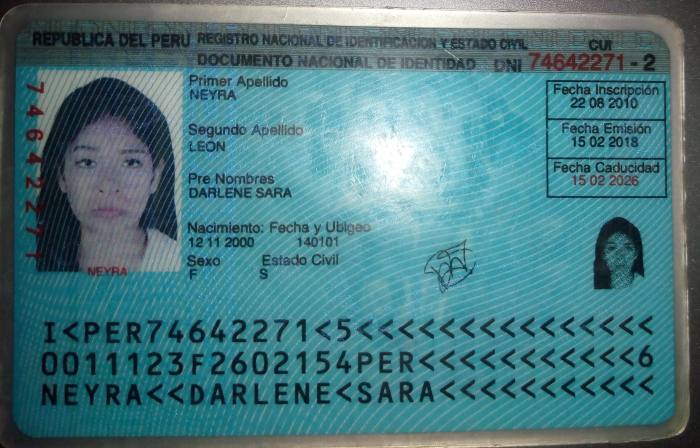 REPUBLICA DEL PERU REGISTRO NACIONAL DE IDENTIFICACION Y ESTADO CIVIL CUI
DOCUMENTO NACIONAL DE IDENTIDAD DNI 74642271 - 2
Primer Apellido
NEYRA
Segundo Apellido
LEON
Pre Nombres
DARLENE SARA
Nacimiento: Fecha y Ubigeo
12 11 2000 140101
Sexo Estado Civil
F S
Fecha Inscripción
22 08 2010
Fecha Emisión
15 02 2018
Fecha Caducidad
15 02 2026
74642271
NEYRA
I<PER74642271<5<<<<<<<<<<<<<<<
0011123F2602154PER<<<<<<<<<<<6
NEYRA<<DARLENE<SARA<<<<<<<<<<<